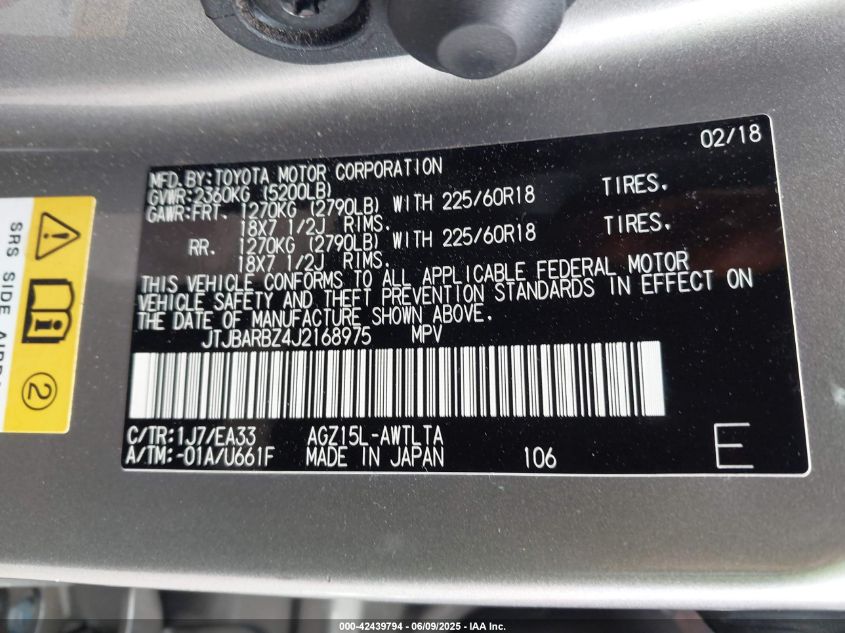 02/18
MFD.BY:TOYOTA MOTOR CORPORATION
GVWR:2360KG (5200LB)
GAWR:FRT. 1270KG (2790LB) WITH 225/60R18 TIRES,
18X7 1/2J RIMS.
RR. 1270KG (2790LB) WITH 225/60R18 TIRES,
18X7 1/2J RIMS.
THIS VEHICLE CONFORMS TO ALL APPLICABLE FEDERAL MOTOR
VEHICLE SAFETY AND THEFT PREVENTION STANDARDS IN EFFECT ON
THE DATE OF MANUFACTURE SHOWN ABOVE.
JTJBARBZ4J2168975 MPV
C/TR:1J7/EA33 AGZ15L-AWTLTA
A/TM:-01A/U661F MADE IN JAPAN 106 E
SRS SIDE
2
000-42439794 | 06/09/2025 - IAA, Inc.